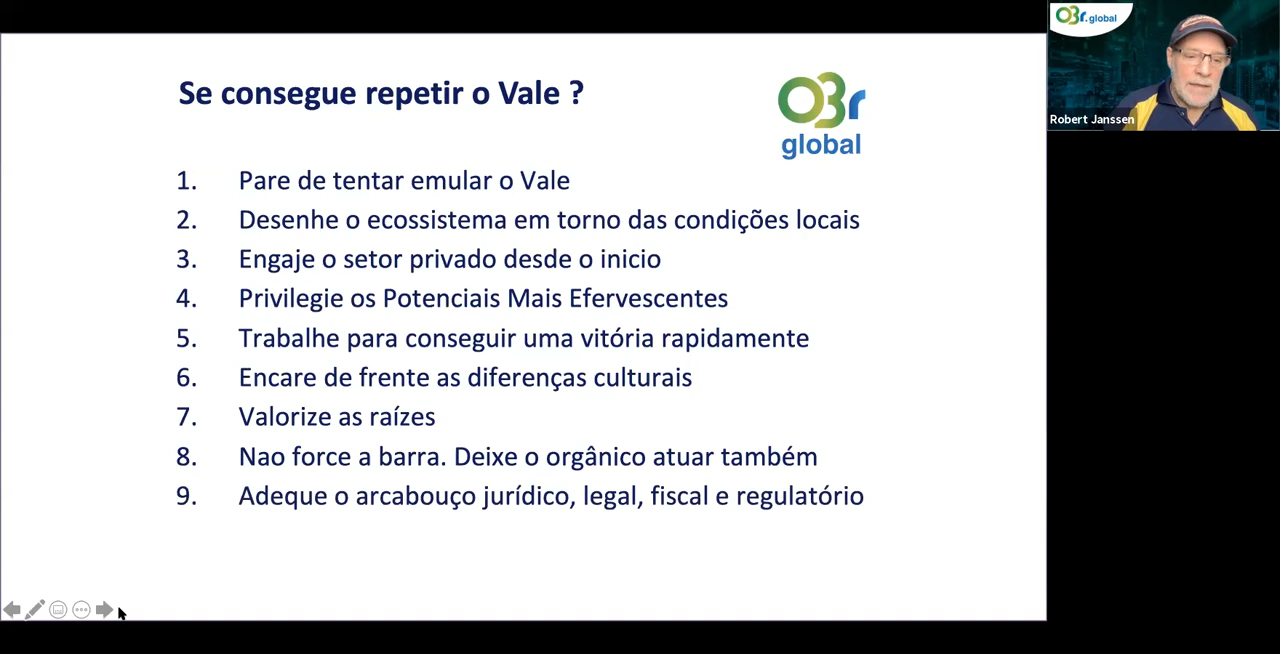 Se consegue repetir o Vale ?
O3r
global
1. Pare de tentar emular o Vale
2. Desenhe o ecossistema em torno das condições locais
3. Engaje o setor privado desde o inicio
4. Privilegie os Potenciais Mais Efervescentes
5. Trabalhe para conseguir uma vitória rapidamente
6. Encare de frente as diferenças culturais
7. Valorize as raízes
8. Nao force a barra. Deixe o orgânico atuar também
9. Adeque o arcabouço jurídico, legal, fiscal e regulatório
O3r.global
Robert Janssen